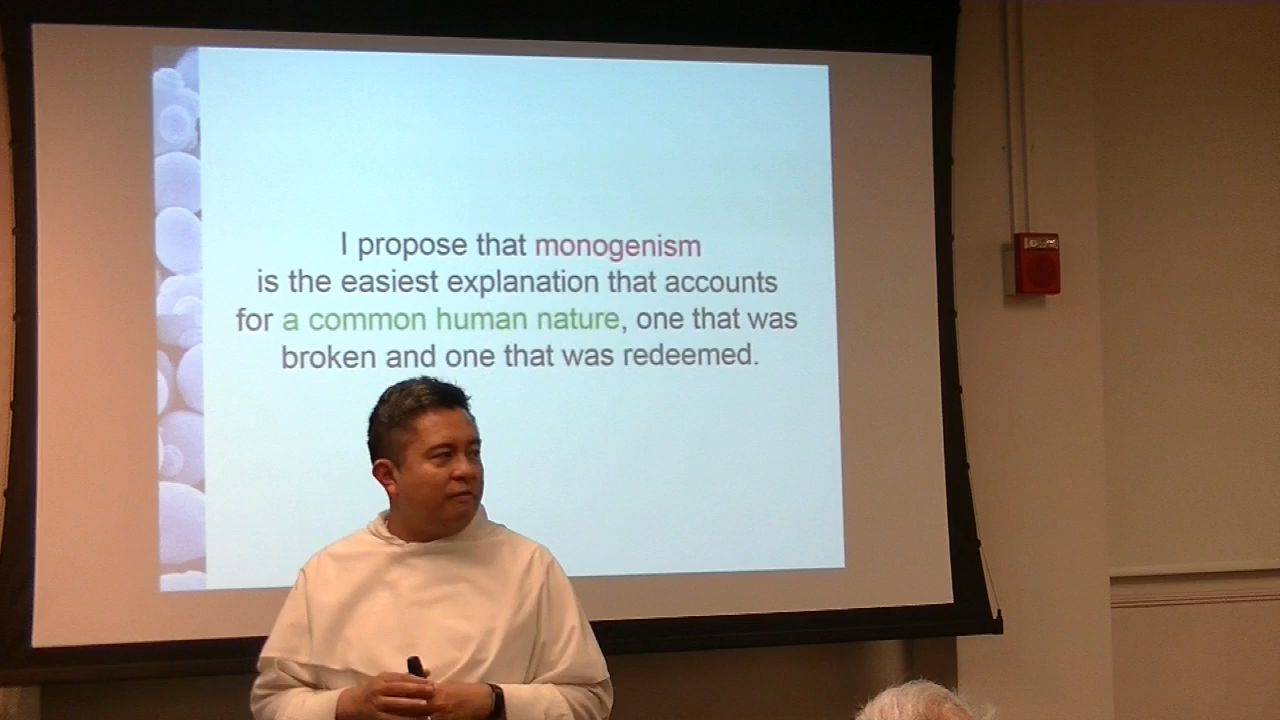 I propose that monogenism
is the easiest explanation that accounts
for a common human nature, one that was
broken and one that was redeemed.